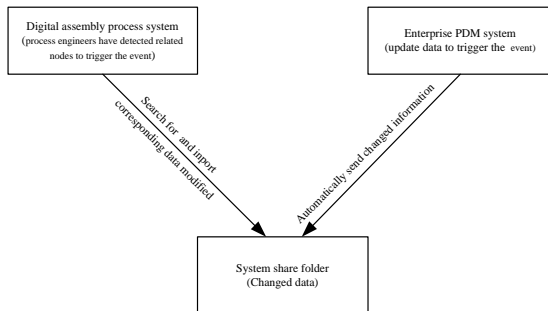 Digital assembly process system
(process engineers have detected related
nodes to trigger the event)
Enterprise PDM system
(update data to trigger the event)
Search for and inport
corresponding data modified
Automatically send changed information
System share folder
(Changed data)